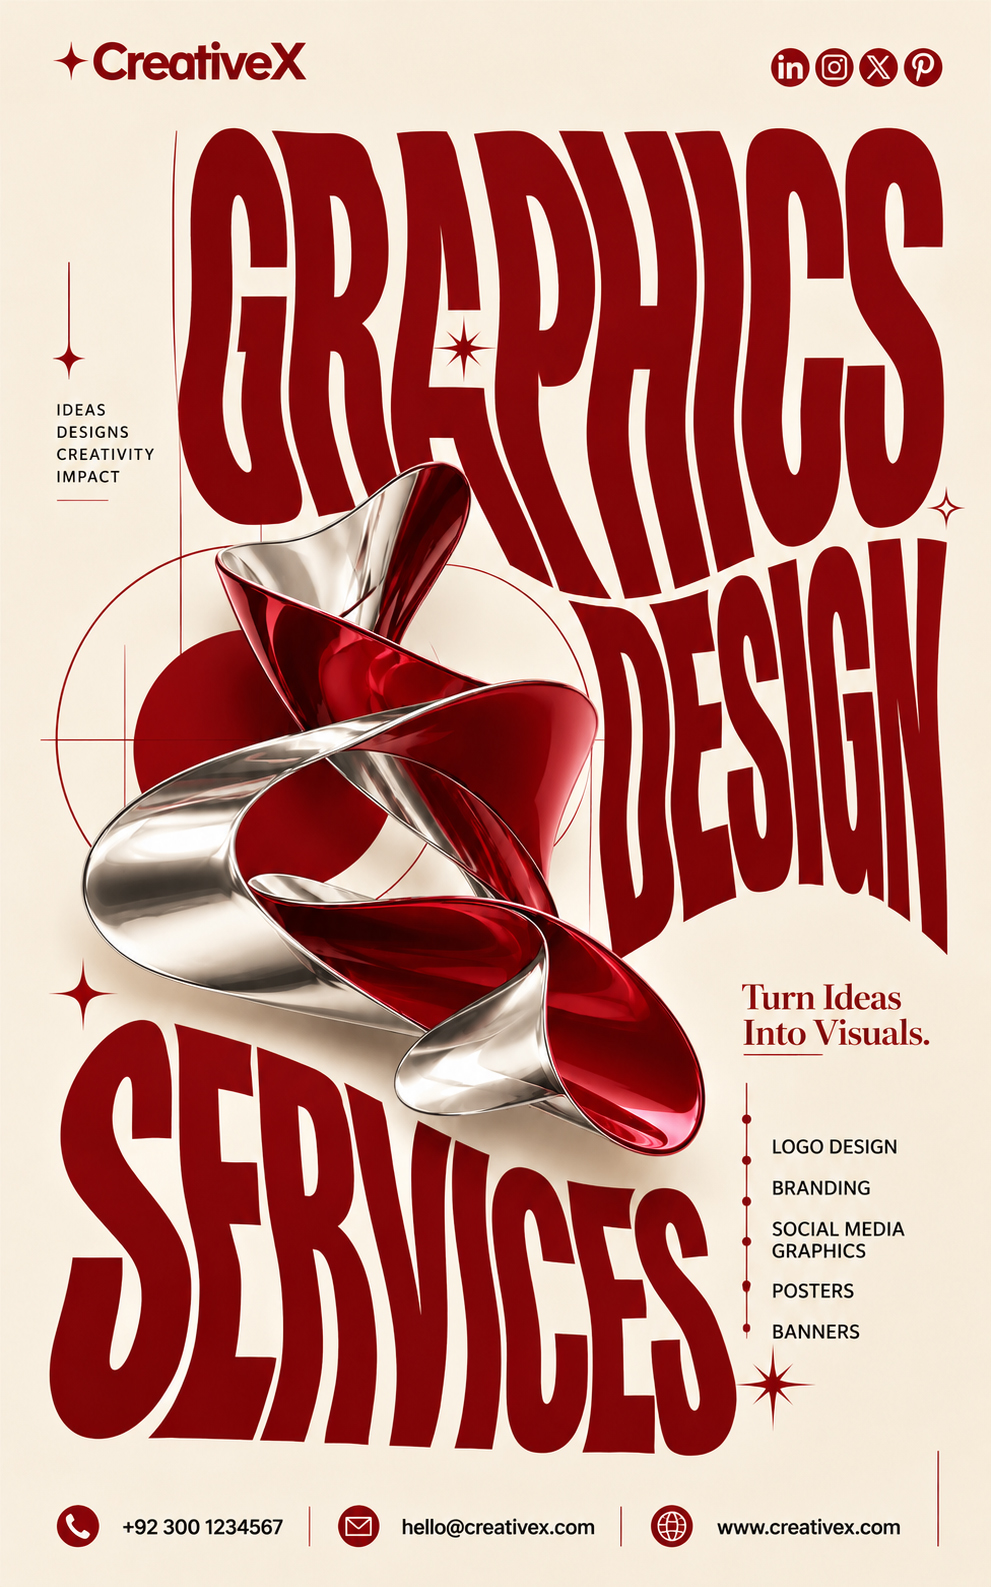 CreativeX
GRAPHICS
IDEAS
DESIGNS
CREATIVITY
IMPACT
DESIGN
Turn Ideas
Into Visuals.
SERVICES
LOGO DESIGN
BRANDING
SOCIAL MEDIA
GRAPHICS
POSTERS
BANNERS
+92 300 1234567
hello@creativex.com
www.creativex.com